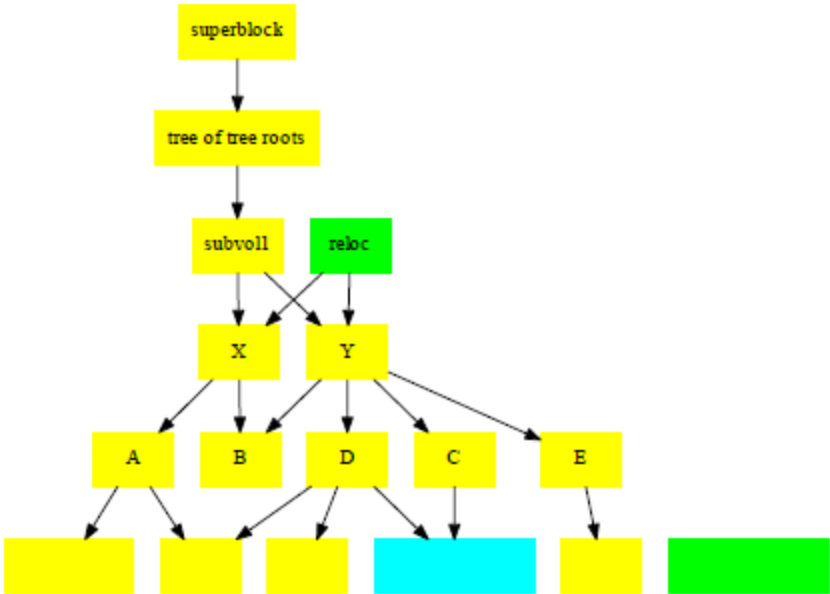 superblock
tree of tree roots
subvol1
reloc
X
Y
A
B
D
C
E